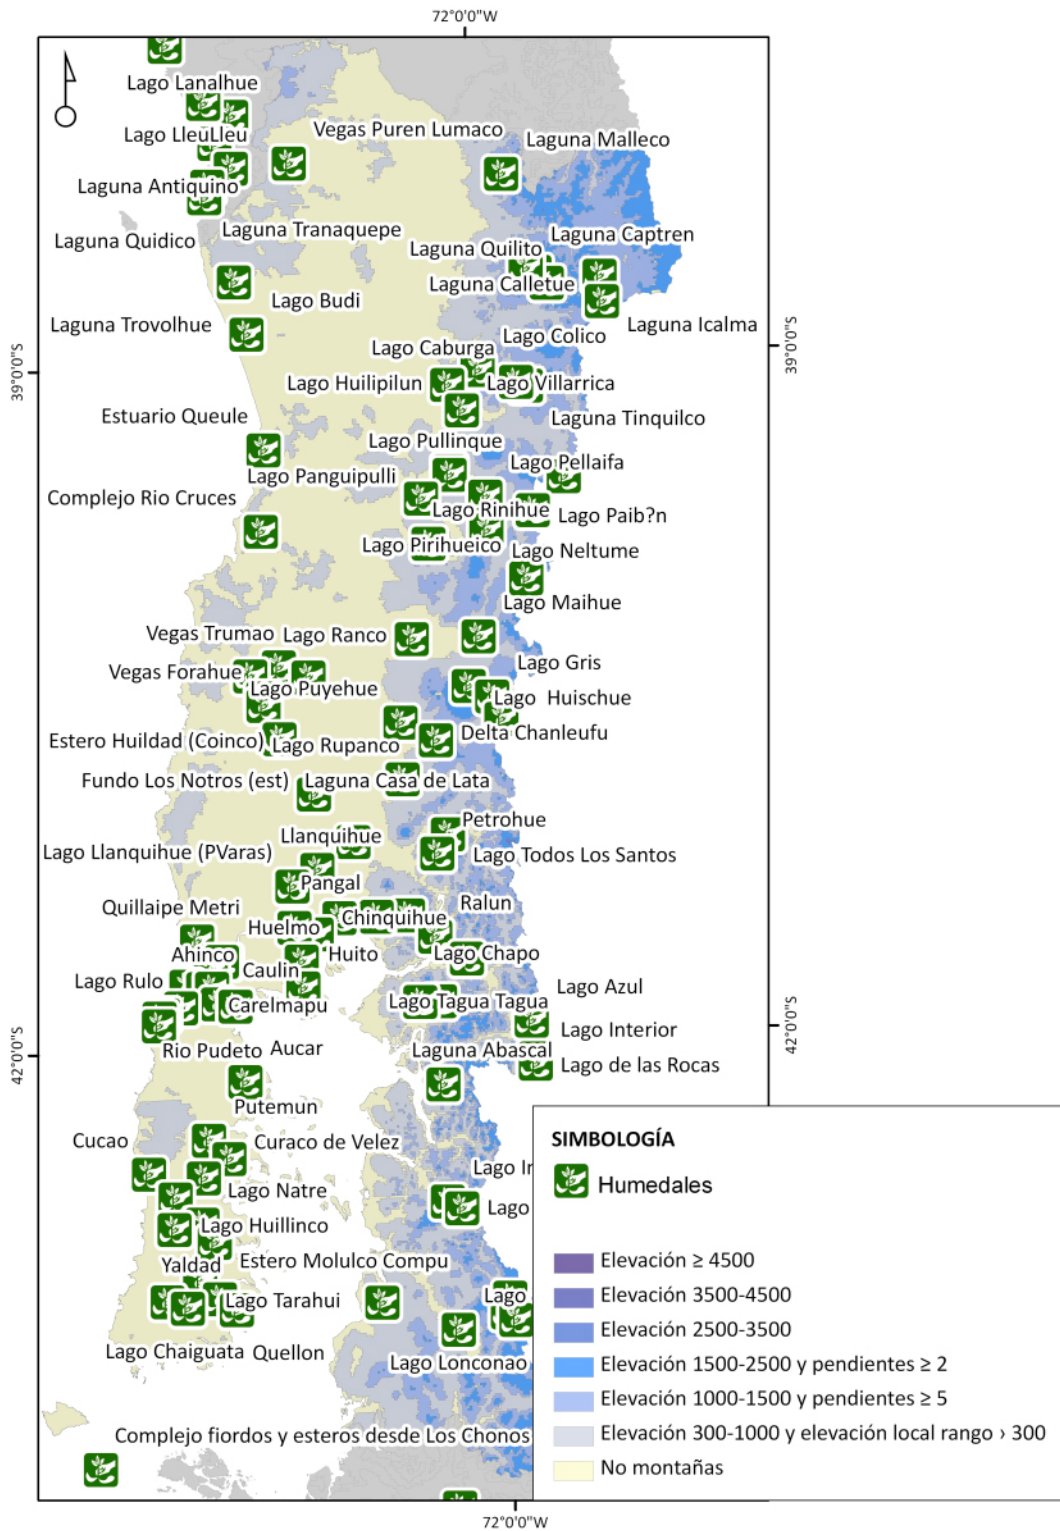 72°0'0"W
Lago Lanalhue
Vegas Puren Lumaco
Lago LleuLleu
Laguna Malleco
Laguna Antiquino
Laguna Tranaquepe
Laguna Quidico
Laguna Captren
Laguna Quilito
Laguna Calletue
Lago Budi
Laguna Trovolhue
Laguna Icalma
Lago Colico
Lago Caburga
39°0'0"S
39°0'0"S
Lago Huilipilun
Lago Villarrica
Estuario Queule
Laguna Tinquilco
Lago Pullinque
Lago Pellaifa
Lago Panguipulli
Complejo Rio Cruces
Lago Rinihue
Lago Paib?n
Lago Pirihueico
Lago Neltume
Lago Maihue
Vegas Trumao
Lago Ranco
Lago Gris
Vegas Forahue
Lago Puyehue
Lago Huischue
Delta Chanleufu
Estero Huildad (Coinco)
Lago Rupanco
Fundo Los Notros (est)
Laguna Casa de Lata
Petrohue
Llanquihue
Lago Llanquihue (PVaras)
Lago Todos Los Santos
Pangal
Ralun
Quillaipe Metri
Chinquihue
Huelmo
Ahinco
Huito
Lago Chapo
Caulin
Lago Rulo
Lago Azul
Carelmapu
Lago Tagua Tagua
42°0'0"S
42°0'0"S
Lago Interior
Rio Pudeto
Aucar
Laguna Abascal
Lago de las Rocas
Putemun
Cucao
Curaco de Velez
Lago In
Lago Natre
Lago
Lago Huillinco
Estero Molulco Compu
Yaldad
Lago
Lago Tarahui
Lago Chaiguata
Quellon
Lago Lonconao
Complejo fiordos y esteros desde Los Chonos
SIMBOLOGÍA
Humedales
Elevación ≥ 4500
Elevación 3500-4500
Elevación 2500-3500
Elevación 1500-2500 y pendientes ≥ 2
Elevación 1000-1500 y pendientes ≥ 5
Elevación 300-1000 y elevación local rango › 300
No montañas
72°0'0"W